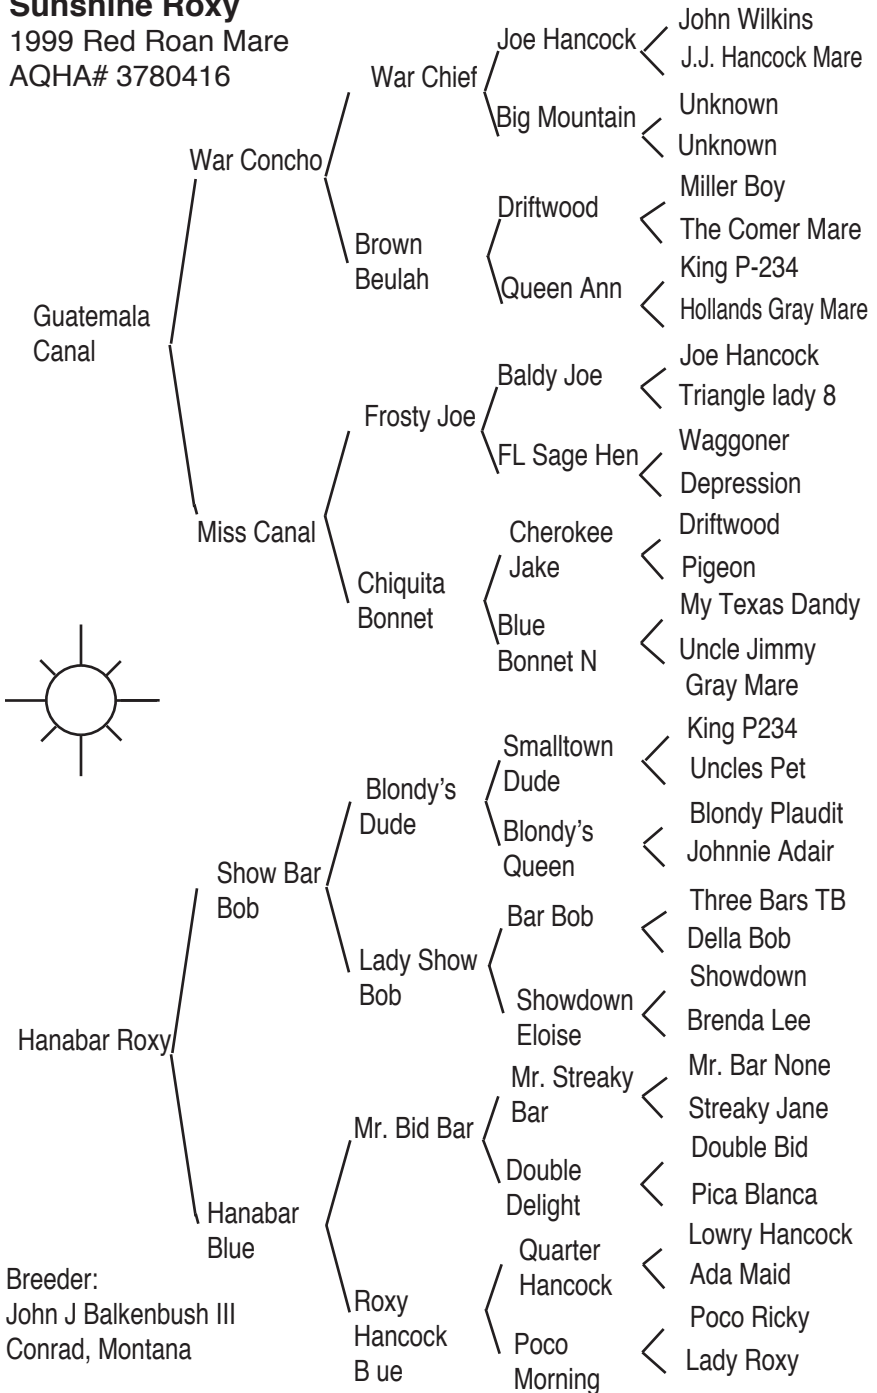 Sunshine Roxy
1999 Red Roan Mare
AQHA# 3780416
Guatemala
Canal
War Concho
War Chief
Joe Hancock
John Wilkins
J.J. Hancock Mare
Big Mountain
Unknown
Unknown
Brown
Beulah
Driftwood
Miller Boy
The Comer Mare
Queen Ann
King P-234
Hollands Gray Mare
Miss Canal
Frosty Joe
Baldy Joe
Joe Hancock
Triangle lady 8
FL Sage Hen
Waggoner
Depression
Chiquita
Bonnet
Cherokee
Jake
Driftwood
Pigeon
Blue
Bonnet N
My Texas Dandy
Uncle Jimmy
Gray Mare
Hanabar Roxy
Show Bar
Bob
Blondy's
Dude
Smalltown
Dude
King P234
Uncles Pet
Blondy's
Queen
Blondy Plaudit
Johnnie Adair
Lady Show
Bob
Bar Bob
Three Bars TB
Della Bob
Showdown
Eloise
Showdown
Brenda Lee
Hanabar
Blue
Mr. Bid Bar
Mr. Streaky
Bar
Mr. Bar None
Streaky Jane
Double
Delight
Double Bid
Pica Blanca
Roxy
Hancock
B ue
Quarter
Hancock
Lowry Hancock
Ada Maid
Poco
Morning
Poco Ricky
Lady Roxy
Breeder:
John J Balkenbush III
Conrad, Montana